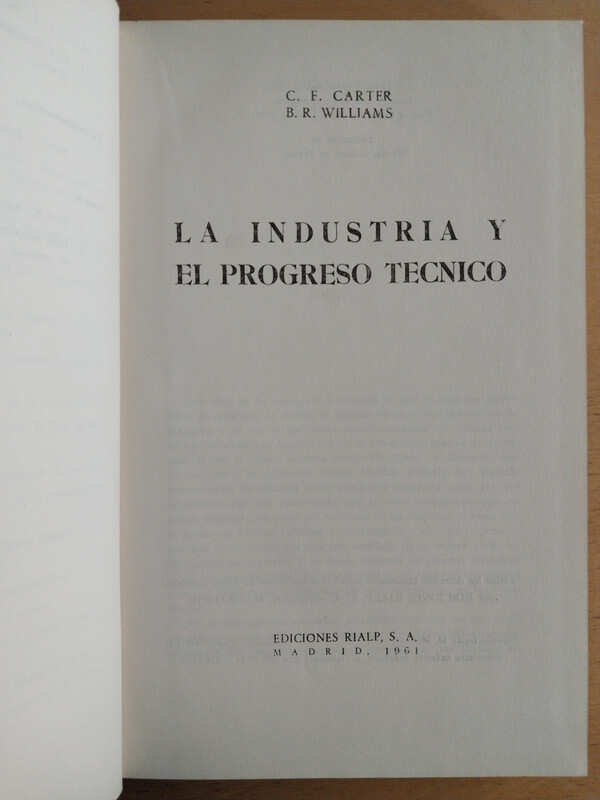 C. F. CARTER
B. R. WILLIAMS
LA INDUSTRIA Y
EL PROGRESO TECNICO
EDICIONES RIALP, S. A.
MADRID, 1961